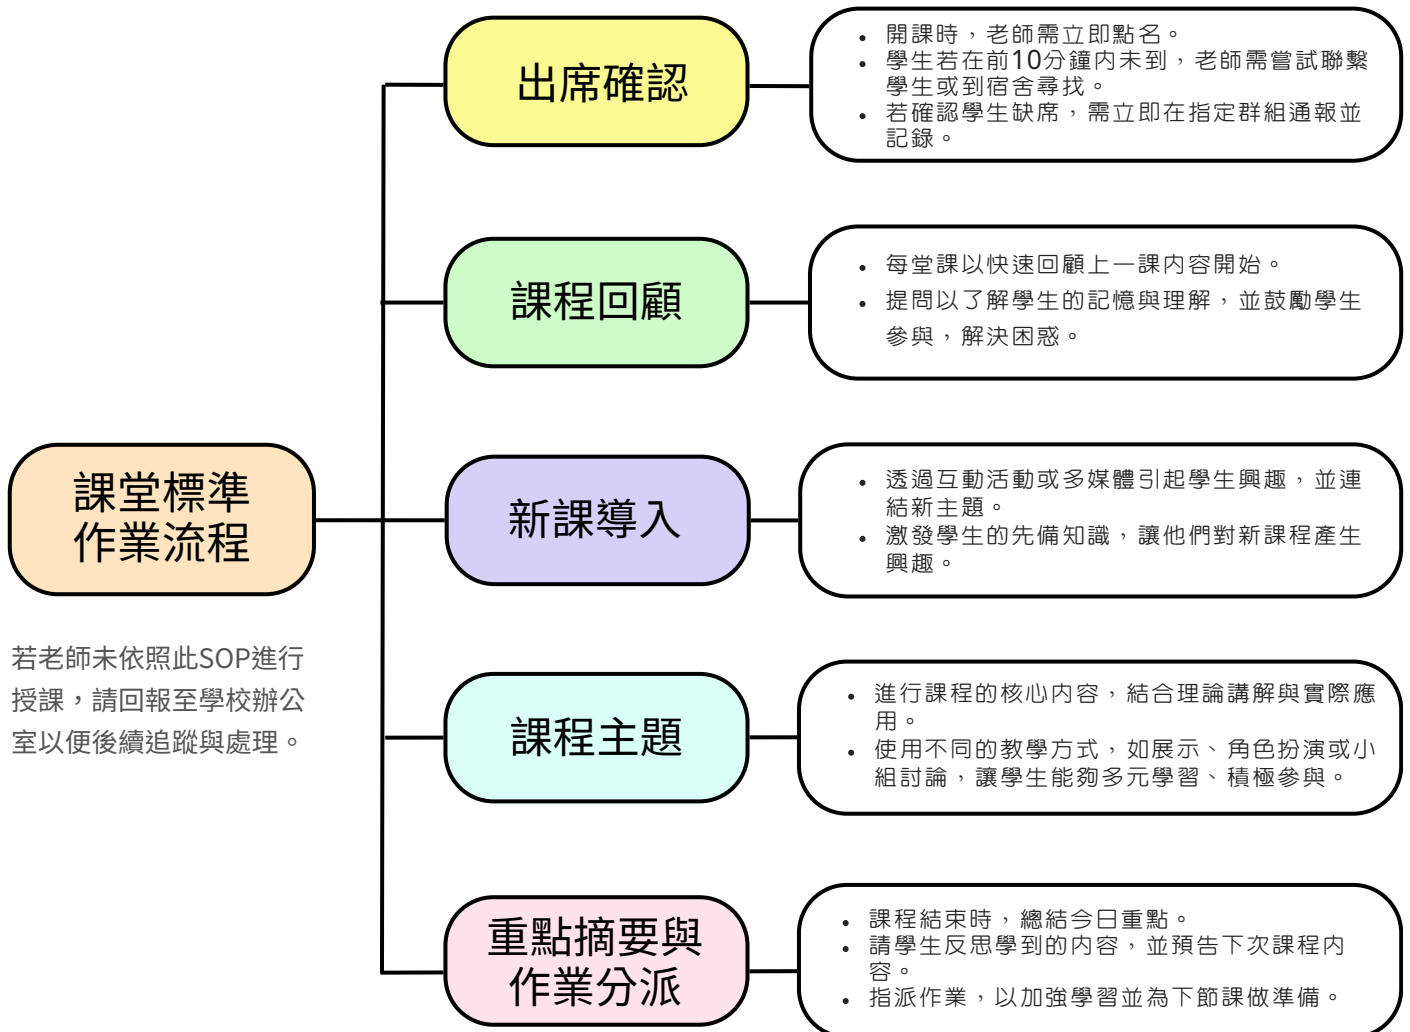 出席確認
• 開課時，老師需立即點名。
• 學生若在前10分鐘内未到，老師需嘗試聯繫
學生或到宿舍尋找。
• 若確認學生缺席，需立即在指定群組通報並
記錄。
課程回顧
• 每堂課以快速回顧上一課内容開始。
• 提問以了解學生的記憶與理解，並鼓勵學生
參與，解決困惑。
課堂標準
作業流程
若老師未依照此SOP進行
授課，請回報至學校辦公
室以便後續追蹤與處理。
新課導入
• 透過互動活動或多媒體引起學生興趣，並連
結新主題。
• 激發學生的先備知識，讓他們對新課程產生
興趣。
課程主題
• 進行課程的核心内容，結合理論講解與實際應
用。
• 使用不同的教學方式，如展示、角色扮演或小
組討論，讓學生能夠多元學習、積極參與。
重點摘要與
作業分派
• 課程結束時，總結今日重點。
• 請學生反思學到的内容，並預告下次課程内
容。
• 指派作業，以加強學習並為下節課做準備。